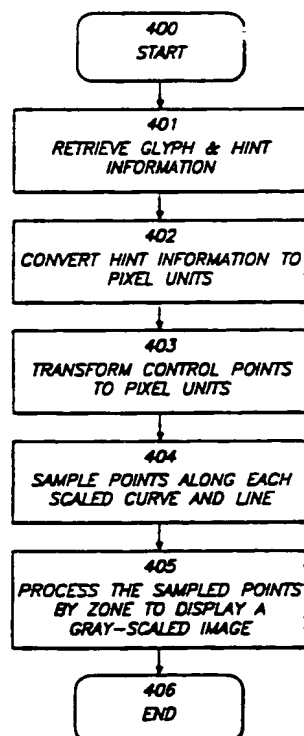 400
START
401
RETRIEVE GLYPH & HINT
INFORMATION
402
CONVERT HINT INFORMATION TO
PIXEL UNITS
403
TRANSFORM CONTROL POINTS
TO PIXEL UNITS
404
SAMPLE POINTS ALONG EACH
SCALED CURVE AND LINE
405
PROCESS THE SAMPLED POINTS
BY ZONE TO DISPLAY A
GRAY-SCALED IMAGE
406
END